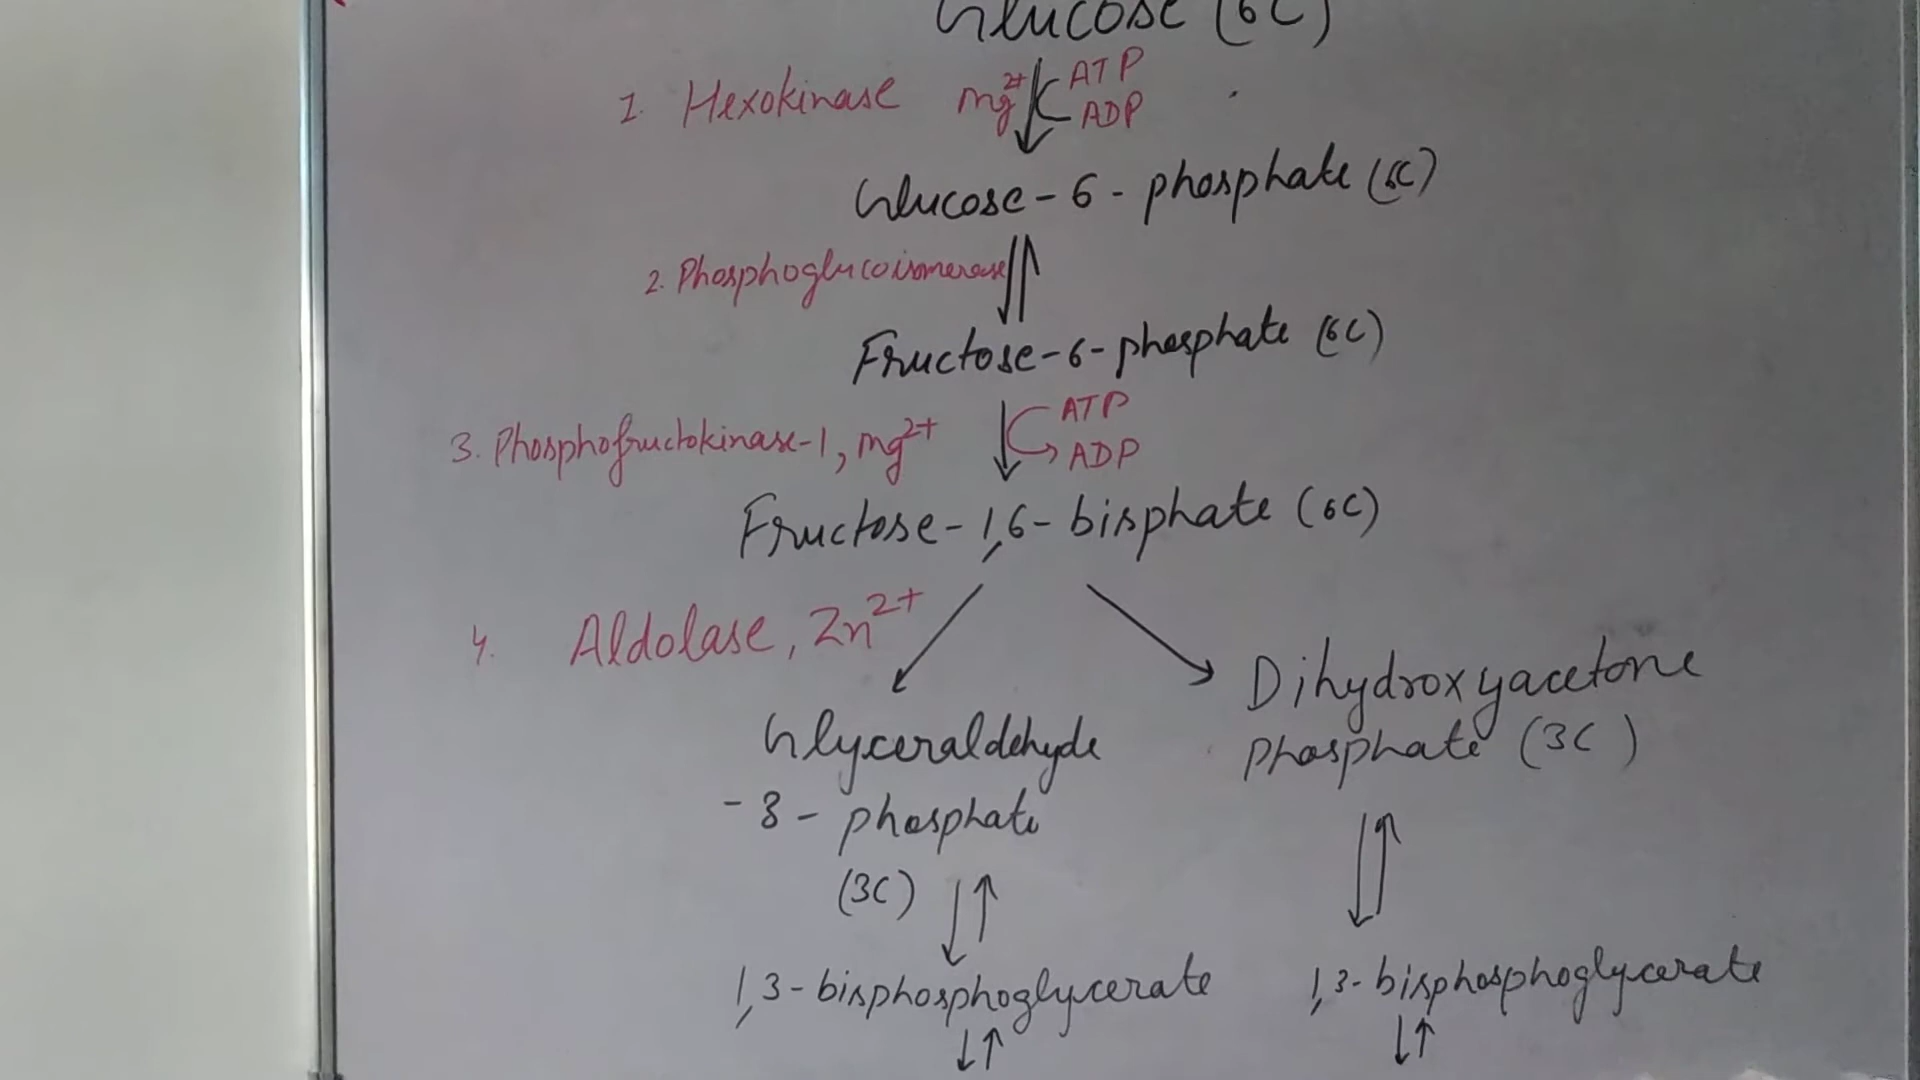 Glucose (6C)
1. Hexokinase Mg2+ ATP
ADP
Glucose-6-phosphate (6C)
2. Phosphoglucoisomerase
Fructose-6-phosphate (6C)
ATP
3. Phosphofructokinase-1, Mg2+
ADP
Fructose-1,6-bisphate (6C)
4. Aldolase, Zn2+
Dihydroxyacetone
Phosphate (3C)
Glyceraldehyde
-3-phosphate
(3C)
1,3-bisphosphoglycerate 1,3-bisphosphoglycerate